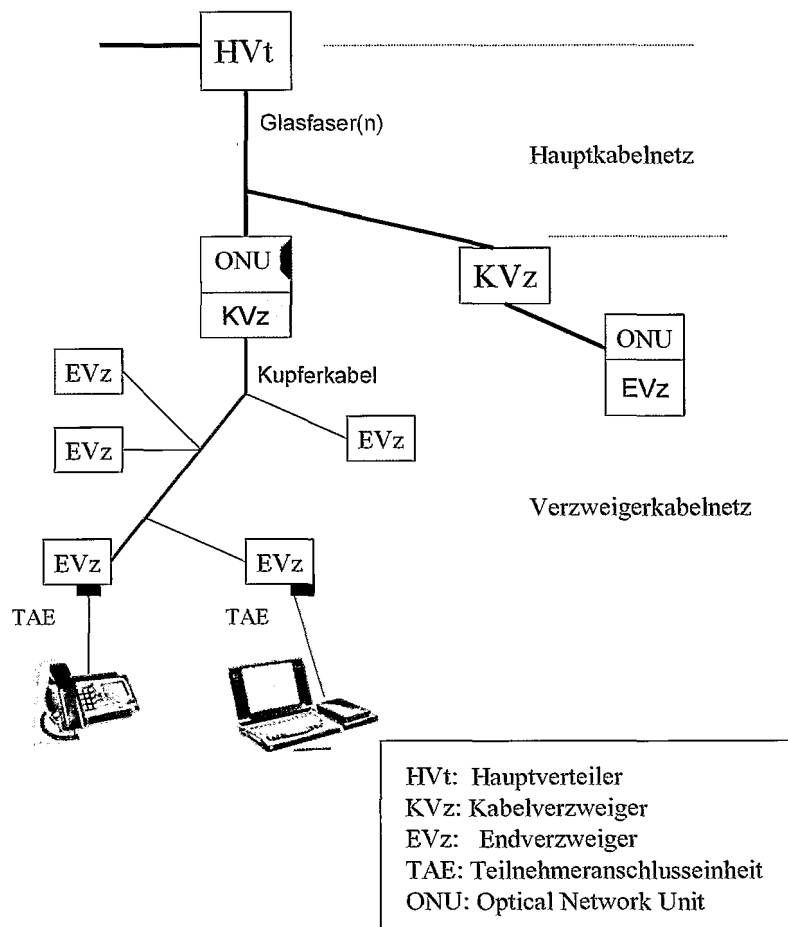 HVt
Glasfaser(n)
Hauptkabelnetz
ONU
KVz
KVz
ONU
EVz
Kupferkabel
EVz
EVz
EVz
Verzweigerkabelnetz
EVz
EVz
TAE
TAE
HVt: Hauptverteiler
KVz: Kabelverzweiger
EVz: Endverzweiger
TAE: Teilnehmeranschlusseinheit
ONU: Optical Network Unit